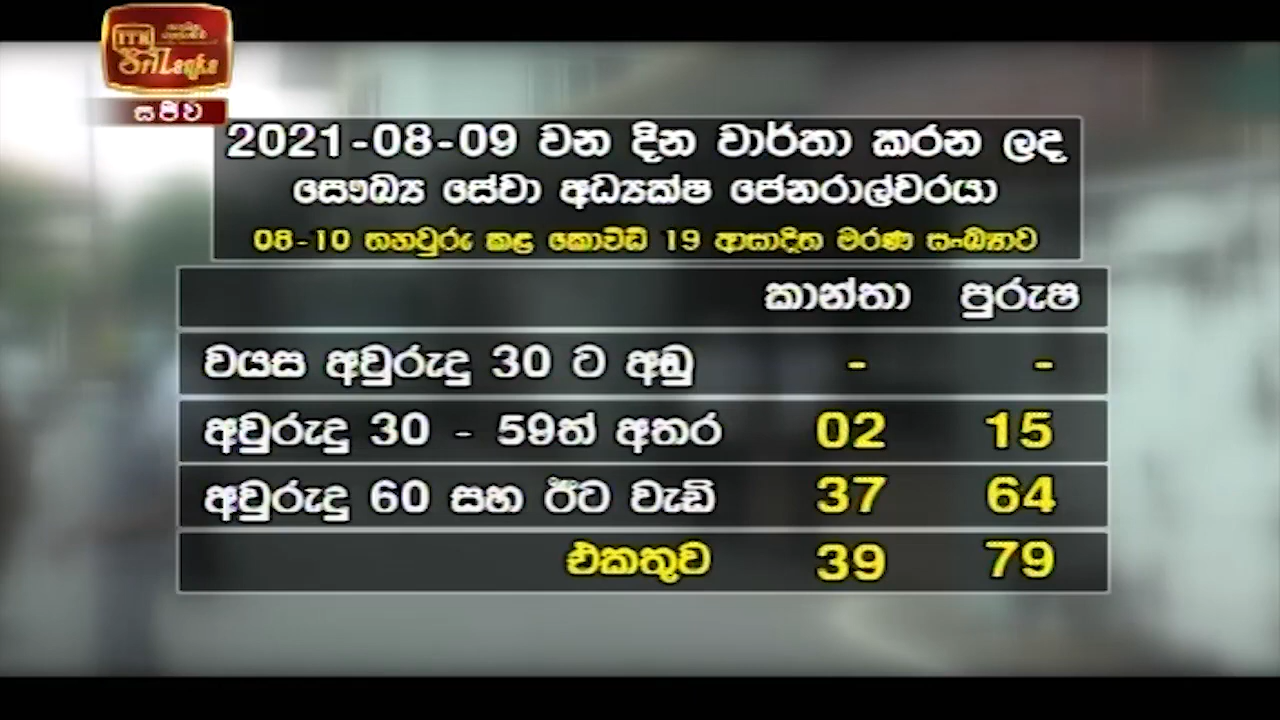 ITN
Sri Lanka
සජීව
2021-08-09 වන දින වාර්තා කරන ලද
සෞඛ්‍ය සේවා අධ්‍යක්ෂ ජෙනරාල්වරයා
08-10 තහවුරු කළ කොවිඩ් 19 ආසාදිත මරණ සංඛ්‍යාව
කාන්තා පුරුෂ
වයස අවුරුදු 30 ට අඩු - -
අවුරුදු 30 - 59ත් අතර 02 15
අවුරුදු 60 සහ ඊට වැඩි 37 64
එකතුව 39 79